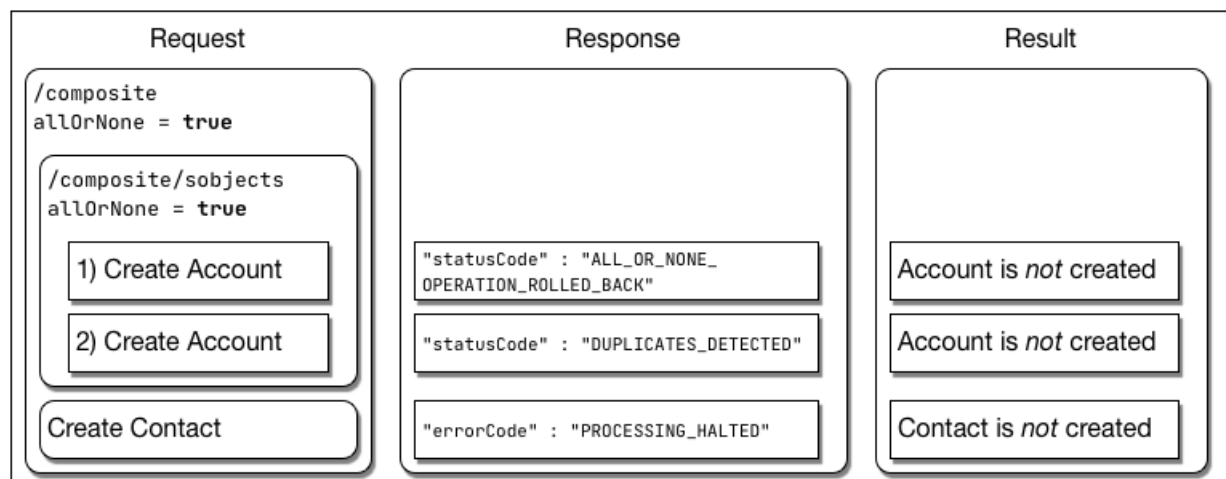 Request
Response
Result
/composite
allOrNone = true
/composite/sobjects
allOrNone = true
1) Create Account
"statusCode" : "ALL_OR_NONE_
OPERATION_ROLLED_BACK"
Account is not created
2) Create Account
"statusCode" : "DUPLICATES_DETECTED"
Account is not created
Create Contact
"errorCode" : "PROCESSING_HALTED"
Contact is not created